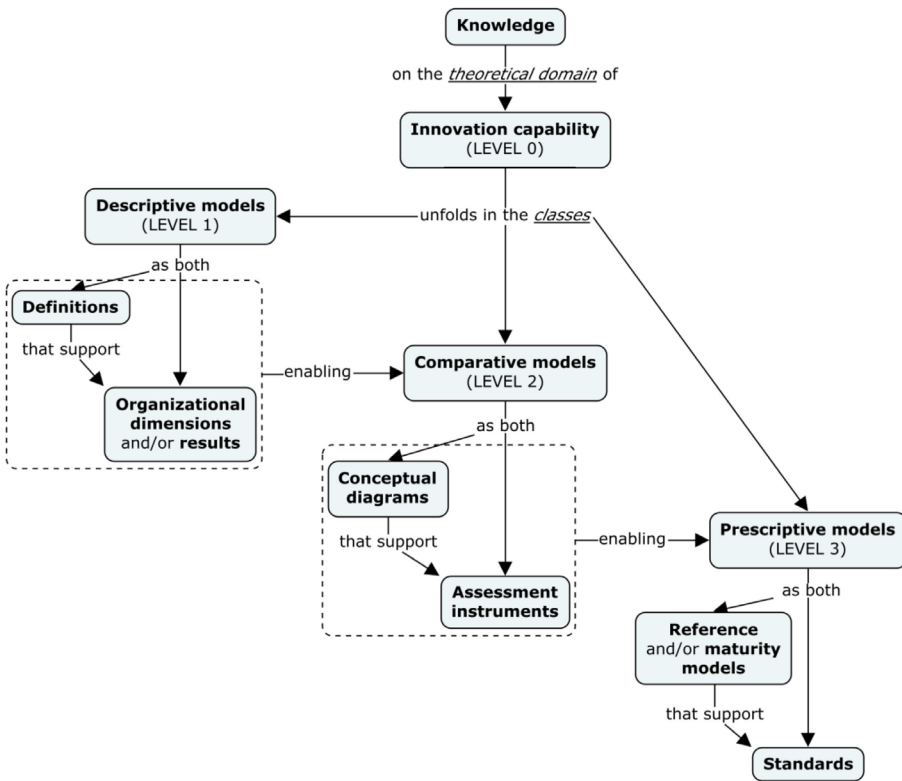 Knowledge
on the theoretical domain of
Innovation capability
(LEVEL 0)
Descriptive models
(LEVEL 1)
unfolds in the classes
as both
Definitions
that support
Organizational
dimensions
and/or results
enabling
Comparative models
(LEVEL 2)
as both
Conceptual
diagrams
that support
Assessment
instruments
enabling
Prescriptive models
(LEVEL 3)
as both
Reference
and/or maturity
models
that support
Standards